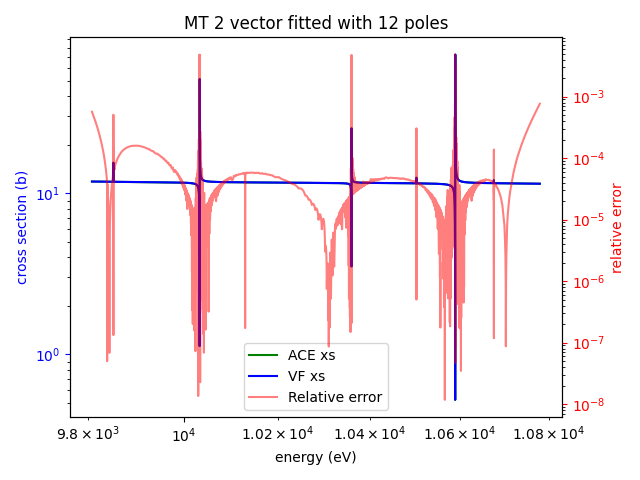 MT 2 vector fitted with 12 poles
cross section (b)
10¹
10⁰
ACE xs
VF xs
Relative error
relative error
10⁻³
10⁻⁴
10⁻⁵
10⁻⁶
10⁻⁷
10⁻⁸
9.8 × 10³
10⁴
1.02 × 10⁴
1.04 × 10⁴
1.06 × 10⁴
1.08 × 10⁴
energy (eV)